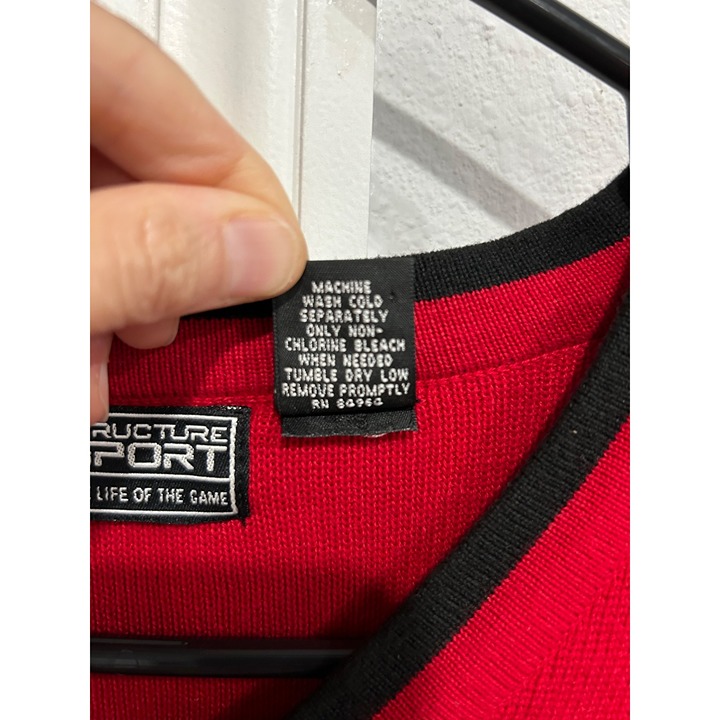 MACHINE
WASH COLD
SEPARATELY
ONLY NON-
CHLORINE BLEACH
WHEN NEEDED
TUMBLE DRY LOW
REMOVE PROMPTLY
RN
RUCTURE
PORT
LIFE OF THE GAME